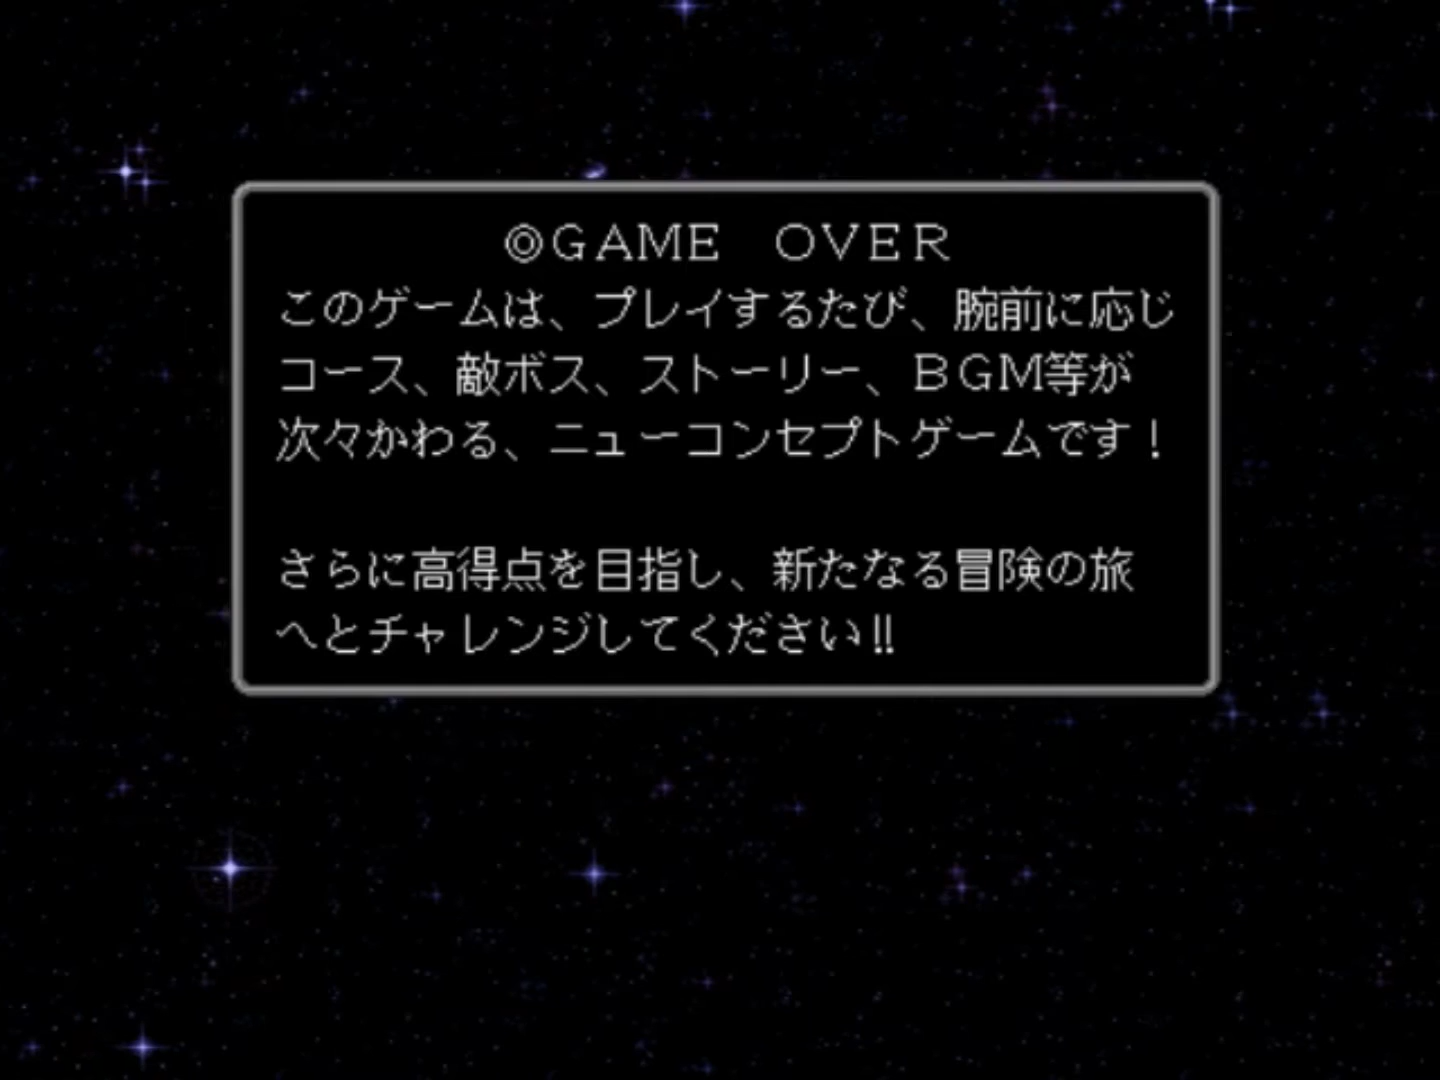 ◎GAME　OVER
このゲームは、プレイするたび、腕前に応じ
コース、敵ボス、ストーリー、ＢＧＭ等が
次々かわる、ニューコンセプトゲームです！
さらに高得点を目指し、新たなる冒険の旅
へとチャレンジしてください!!